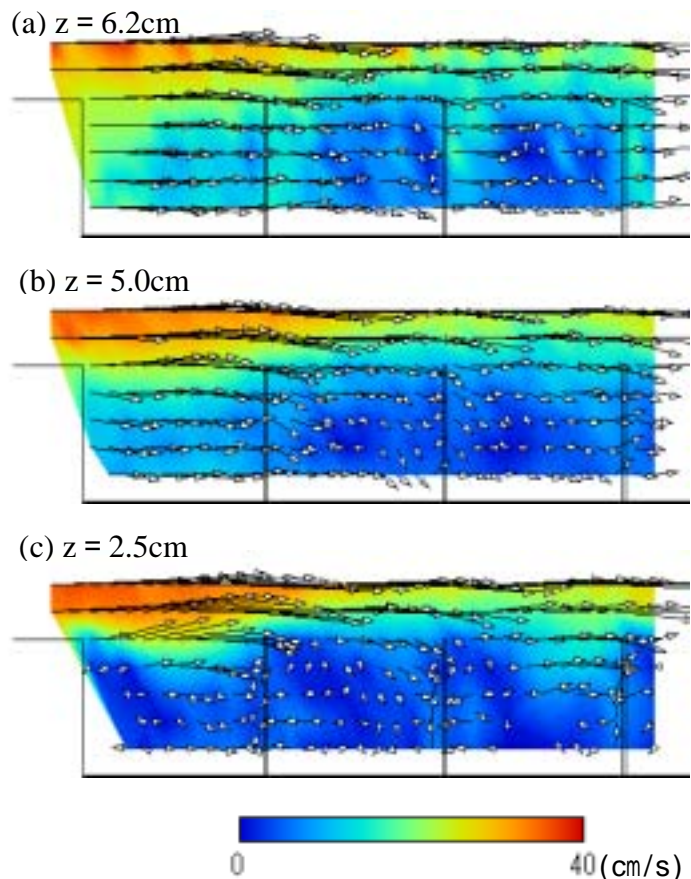 (a) z = 6.2cm
(b) z = 5.0cm
(c) z = 2.5cm
0 40 (cm/s)